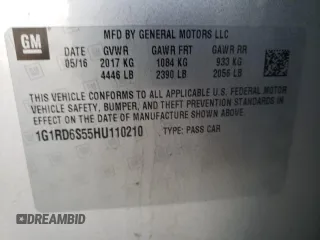 GM
MFD BY GENERAL MOTORS LLC
DATE GVWR GAWR FRT GAWR RR
05/16 2017 KG 1084 KG 933 KG
4446 LB 2390 LB 2056 LB
THIS VEHICLE CONFORMS TO ALL APPLICABLE U.S. FEDERAL MOTOR
VEHICLE SAFETY, BUMPER, AND THEFT PREVENTION STANDARDS
IN EFFECT ON THE DATE OF MANUFACTURE SHOWN ABOVE.
1G1RD6S55HU110210 TYPE: PASS CAR